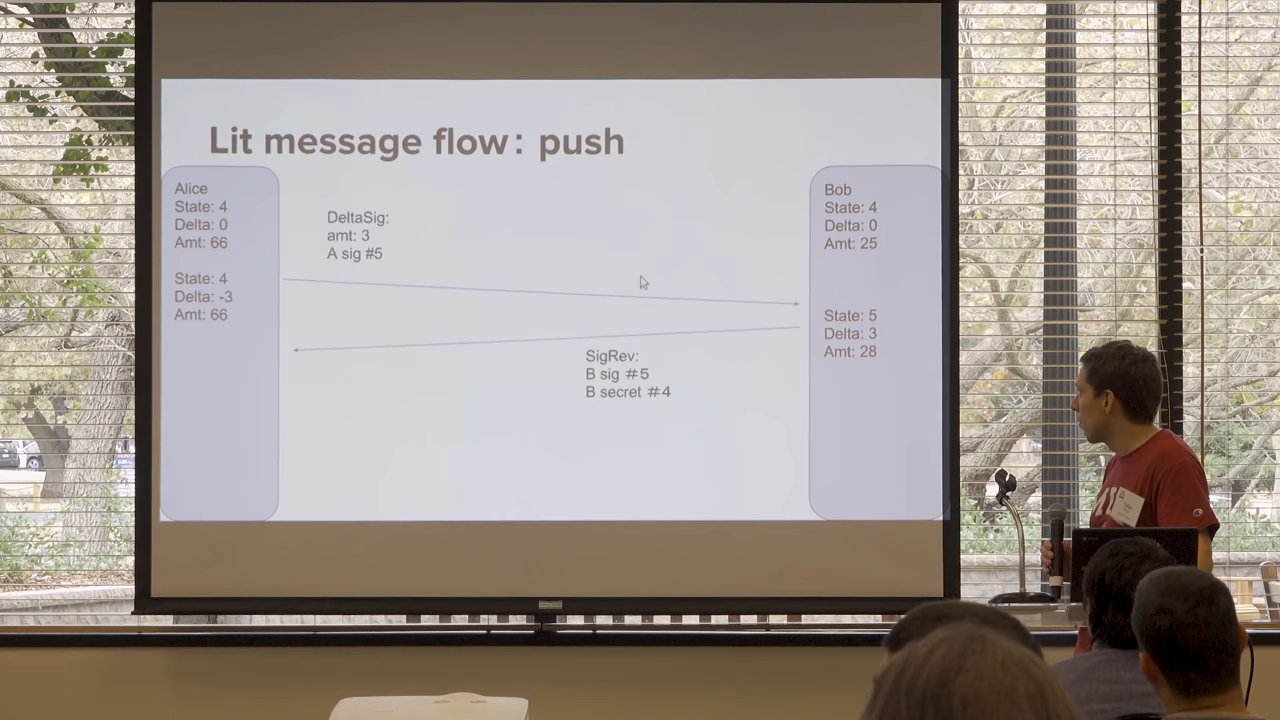 Lit message flow: push
Alice
State: 4
Delta: 0
Amt: 66
State: 4
Delta: -3
Amt: 66
DeltaSig:
amt: 3
A sig #5
SigRev:
B sig #5
B secret #4
Bob
State: 4
Delta: 0
Amt: 25
State: 5
Delta: 3
Amt: 28